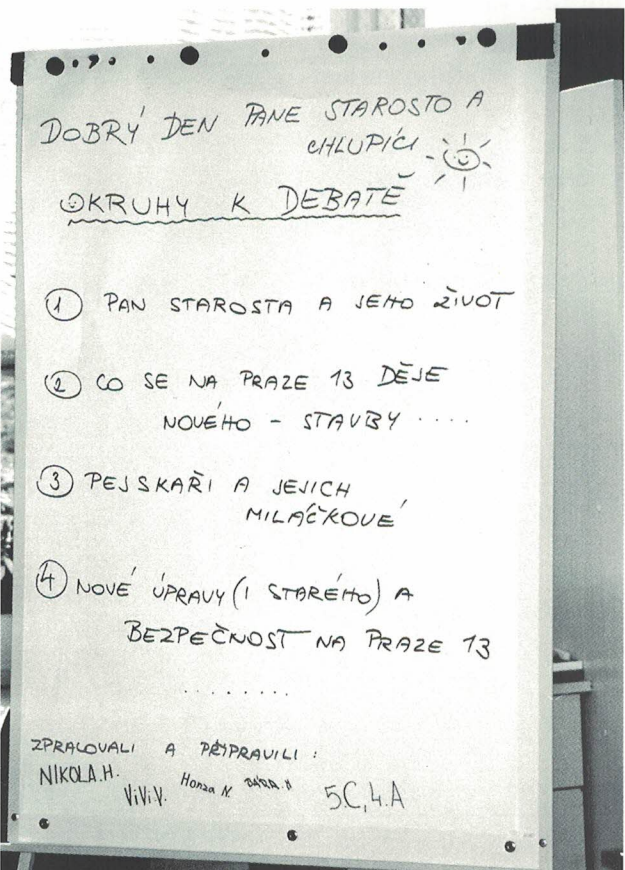 DOBRÝ DEN PANE STAROSTO A
CHLUPÍCI
OKRUHY K DEBATĚ
1 PAN STAROSTA A JEHO ŽIVOT
2 CO SE NA PRAZE 13 DĚJE
NOVÉHO - STAVBY ....
3 PEJSKAŘI A JEJICH
MILÁČKOVÉ
4 NOVÉ ÚPRAVY (I STARÉHO) A
BEZPEČNOST NA PRAZE 13
........
ZPRACOVALI A PŘIPRAVILI:
NIKOLA.H.
ViVi.V. Honza N. BÁRA.H 5.C,4.A